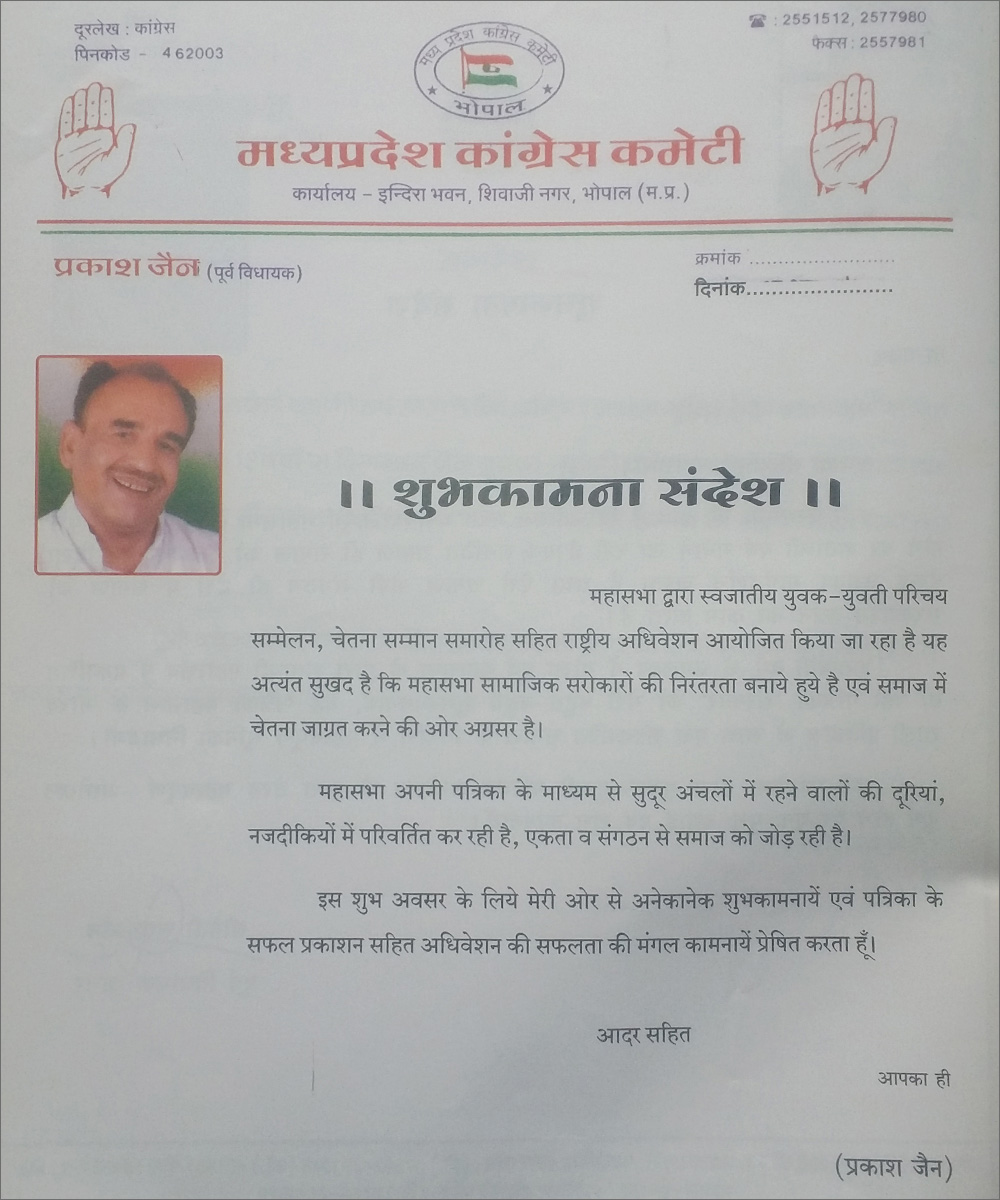 दूरलेख : कांग्रेस
पिनकोड - 462003
☎ : 2551512, 2577980
फेक्स : 2557981
मध्य प्रदेश कांग्रेस कमेटी
भोपाल
मध्यप्रदेश कांग्रेस कमेटी
कार्यालय - इन्दिरा भवन, शिवाजी नगर, भोपाल (म.प्र.)
प्रकाश जैन (पूर्व विधायक)
क्रमांक ........................
दिनांक........................
।। शुभकामना संदेश ।।
महासभा द्वारा स्वजातीय युवक-युवती परिचय
सम्मेलन, चेतना सम्मान समारोह सहित राष्ट्रीय अधिवेशन आयोजित किया जा रहा है यह
अत्यंत सुखद है कि महासभा सामाजिक सरोकारों की निरंतरता बनाये हुये है एवं समाज में
चेतना जाग्रत करने की ओर अग्रसर है।
महासभा अपनी पत्रिका के माध्यम से सुदूर अंचलों में रहने वालों की दूरियां,
नजदीकियों में परिवर्तित कर रही है, एकता व संगठन से समाज को जोड़ रही है।
इस शुभ अवसर के लिये मेरी ओर से अनेकानेक शुभकामनायें एवं पत्रिका के
सफल प्रकाशन सहित अधिवेशन की सफलता की मंगल कामनायें प्रेषित करता हूँ।
आदर सहित
आपका ही
(प्रकाश जैन)